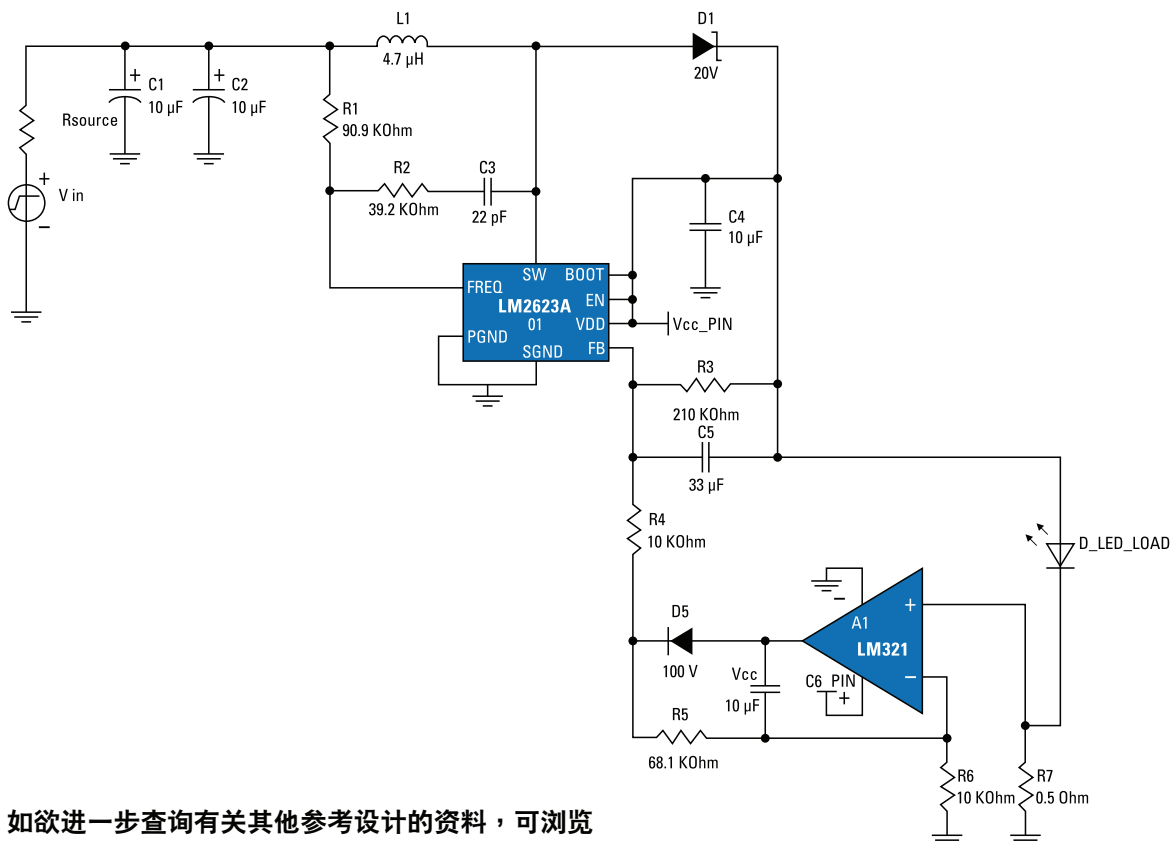 L1
4.7 µH
D1
20V
C1
10 µF
C2
10 µF
Rsource
R1
90.9 KOhm
R2
39.2 KOhm
C3
22 pF
+
+
+
V in
−
C4
10 µF
SW BOOT
FREQ
EN
LM2623A
01
VDD
Vcc_PIN
PGND
SGND
FB
R3
210 KOhm
C5
33 µF
R4
10 KOhm
D_LED_LOAD
−
+
A1
LM321
D5
100 V
Vcc
10 µF
C6_PIN
+
−
R5
68.1 KOhm
R6
10 KOhm
R7
0.5 Ohm
如欲进一步查询有关其他参考设计的资料，可浏览